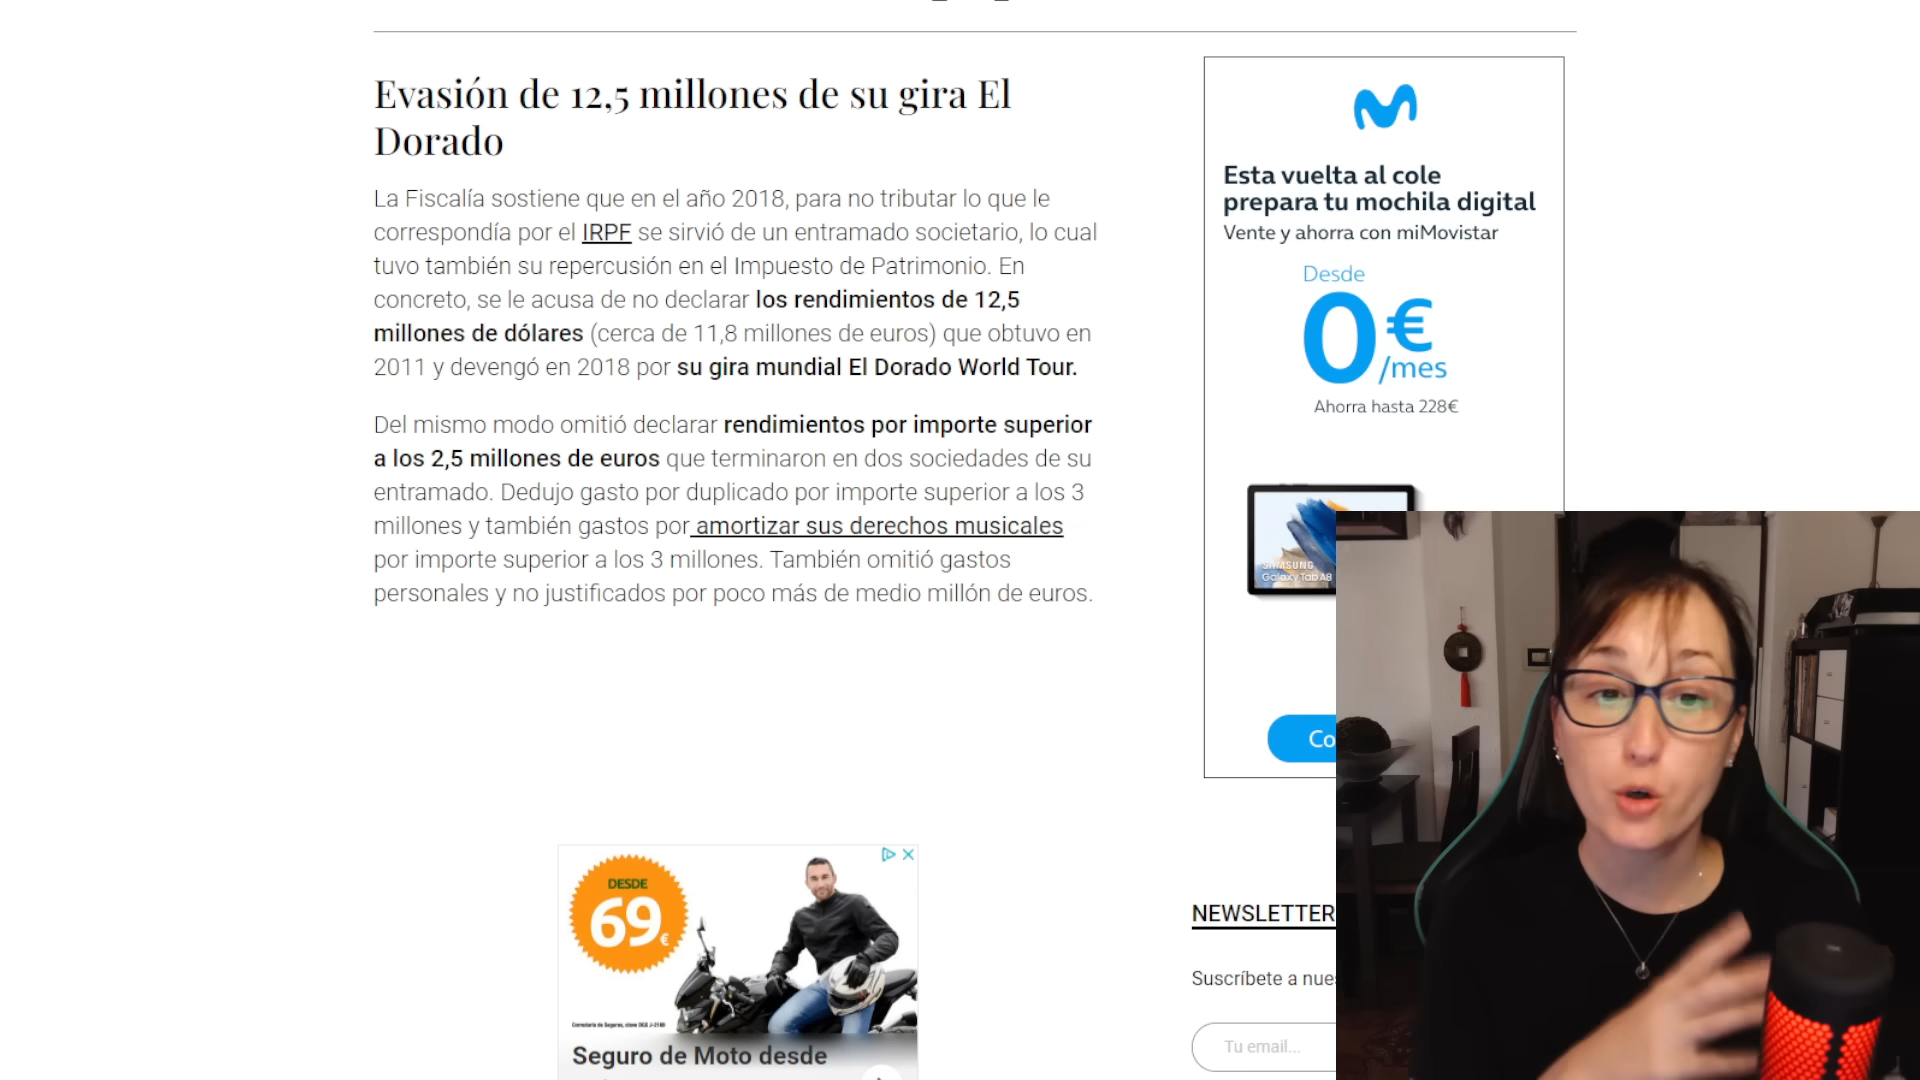 Evasión de 12,5 millones de su gira El
Dorado
La Fiscalía sostiene que en el año 2018, para no tributar lo que le
correspondía por el IRPF se sirvió de un entramado societario, lo cual
tuvo también su repercusión en el Impuesto de Patrimonio. En
concreto, se le acusa de no declarar los rendimientos de 12,5
millones de dólares (cerca de 11,8 millones de euros) que obtuvo en
2011 y devengó en 2018 por su gira mundial El Dorado World Tour.
Del mismo modo omitió declarar rendimientos por importe superior
a los 2,5 millones de euros que terminaron en dos sociedades de su
entramado. Dedujo gasto por duplicado por importe superior a los 3
millones y también gastos por amortizar sus derechos musicales
por importe superior a los 3 millones. También omitió gastos
personales y no justificados por poco más de medio millón de euros.
Esta vuelta al cole
prepara tu mochila digital
Vente y ahorra con miMovistar
Desde
0€
/mes
Ahorra hasta 228€
SAMSUNG
Galaxy Tab A8
Co
DESDE
69€
Correduría de Seguros, clave DGS J-2160
Seguro de Moto desde
NEWSLETTER
Suscríbete a nue
Tu email...